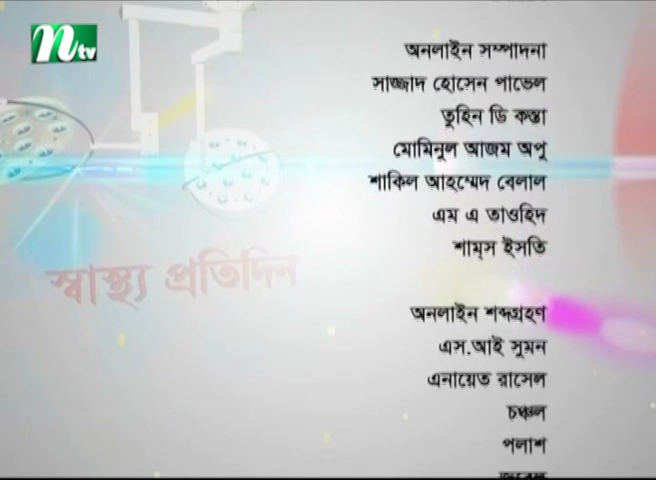 ntv
অনলাইন সম্পাদনা
সাজ্জাদ হোসেন পাভেল
তুহিন ডি কস্তা
মোমিনুল আজম অপু
শাকিল আহম্মেদ বেলাল
এম এ তাওহিদ
শাম্‌স ইসতি
স্বাস্থ্য প্রতিদিন
অনলাইন শব্দগ্রহণ
এস.আই সুমন
এনায়েত রাসেল
চঞ্চল
পলাশ